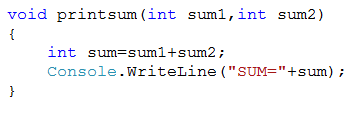 void printsum(int sum1,int sum2)
{
    int sum=sum1+sum2;
    Console.WriteLine("SUM="+sum);
}